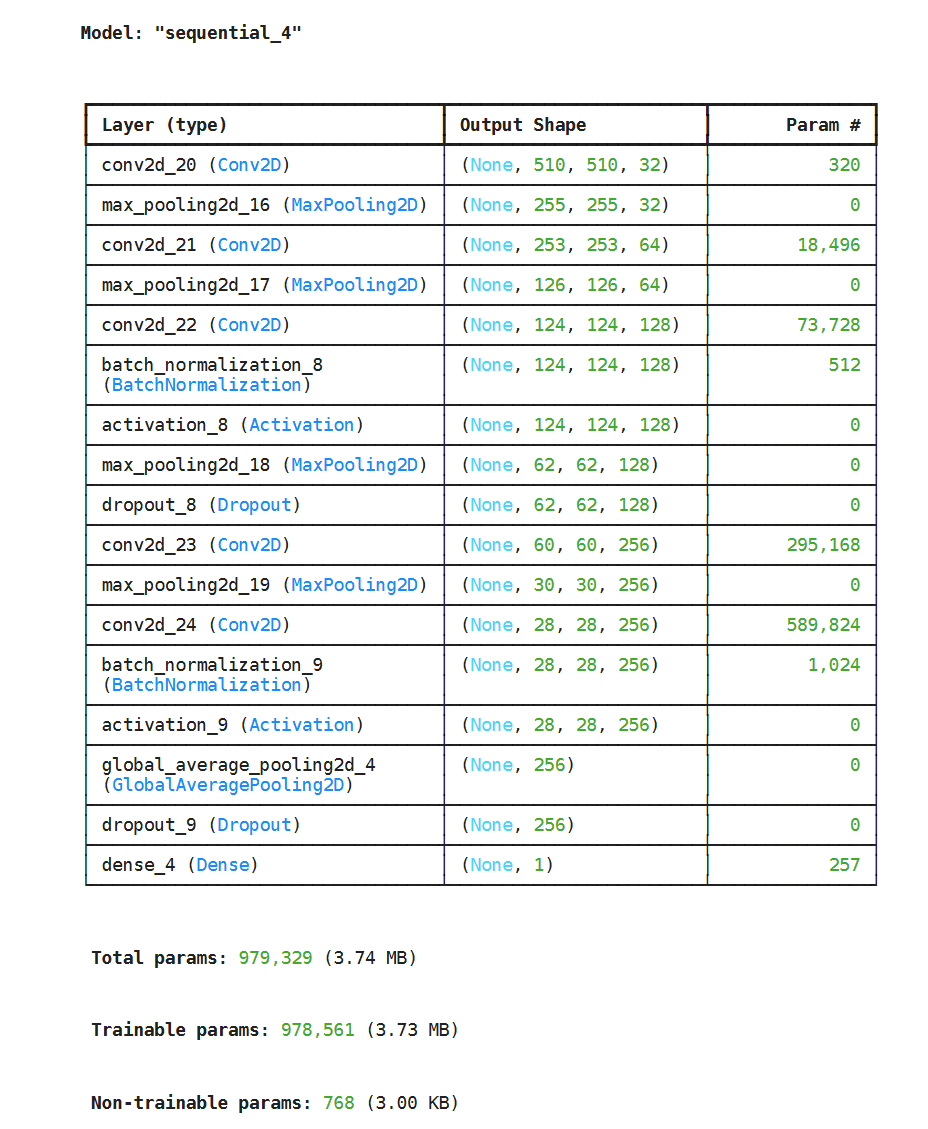 Model: "sequential_4"
Layer (type) Output Shape Param #
conv2d_20 (Conv2D) (None, 510, 510, 32) 320
max_pooling2d_16 (MaxPooling2D) (None, 255, 255, 32) 0
conv2d_21 (Conv2D) (None, 253, 253, 64) 18,496
max_pooling2d_17 (MaxPooling2D) (None, 126, 126, 64) 0
conv2d_22 (Conv2D) (None, 124, 124, 128) 73,728
batch_normalization_8 (None, 124, 124, 128) 512
(BatchNormalization)
activation_8 (Activation) (None, 124, 124, 128) 0
max_pooling2d_18 (MaxPooling2D) (None, 62, 62, 128) 0
dropout_8 (Dropout) (None, 62, 62, 128) 0
conv2d_23 (Conv2D) (None, 60, 60, 256) 295,168
max_pooling2d_19 (MaxPooling2D) (None, 30, 30, 256) 0
conv2d_24 (Conv2D) (None, 28, 28, 256) 589,824
batch_normalization_9 (None, 28, 28, 256) 1,024
(BatchNormalization)
activation_9 (Activation) (None, 28, 28, 256) 0
global_average_pooling2d_4 (None, 256) 0
(GlobalAveragePooling2D)
dropout_9 (Dropout) (None, 256) 0
dense_4 (Dense) (None, 1) 257
Total params: 979,329 (3.74 MB)
Trainable params: 978,561 (3.73 MB)
Non-trainable params: 768 (3.00 KB)